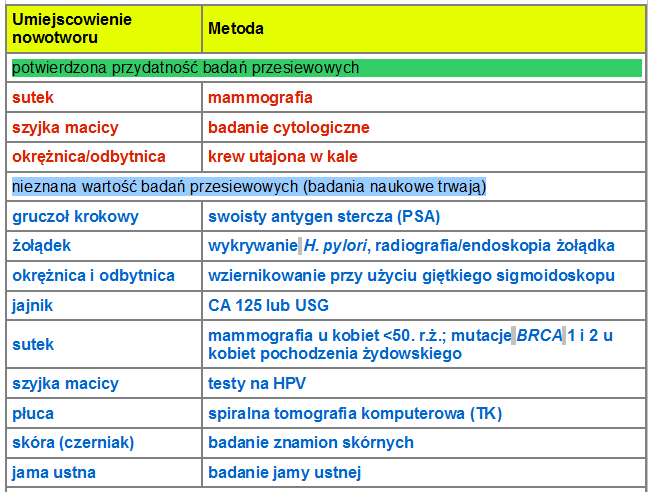 Umiejscowienie
nowotworu
Metoda
potwierdzona przydatność badań przesiewowych
sutek
mammografia
szyjka macicy
badanie cytologiczne
okrężnica/odbytnica
krew utajona w kale
nieznana wartość badań przesiewowych (badania naukowe trwają)
gruczoł krokowy
swoisty antygen stercza (PSA)
żołądek
wykrywanie H. pylori, radiografia/endoskopia żołądka
okrężnica i odbytnica
wziernikowanie przy użyciu giętkiego sigmoidoskopu
jajnik
CA 125 lub USG
sutek
mammografia u kobiet <50. r.ż.; mutacje BRCA 1 i 2 u
kobiet pochodzenia żydowskiego
szyjka macicy
testy na HPV
płuca
spiralna tomografia komputerowa (TK)
skóra (czerniak)
badanie znamion skórnych
jama ustna
badanie jamy ustnej